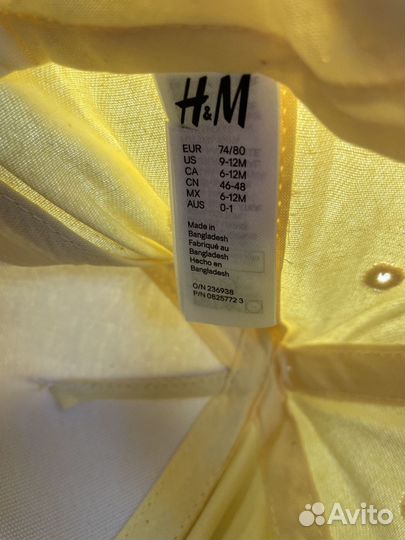 H&M
EUR 74/80
US 9-12M
CA 6-12M
CN 46-48
MX 6-12M
AUS 0-1
Made in
Bangladesh
Fabriqué au
Bangladesh
Hecho en
Bangladesh
O/N 236938
P/N 0825772 3
Avito